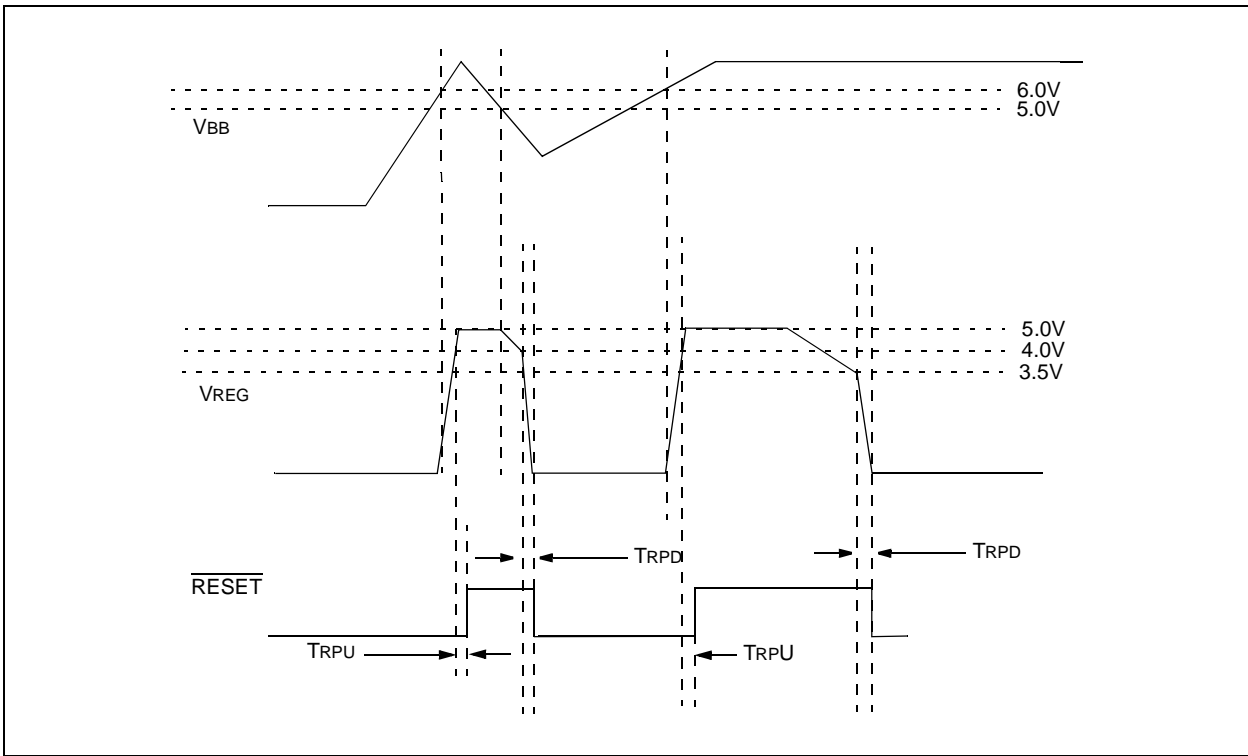 6.0V
5.0V
VBB
5.0V
4.0V
3.5V
VREG
TRPD
TRPD
RESET
TRPU
TRPU